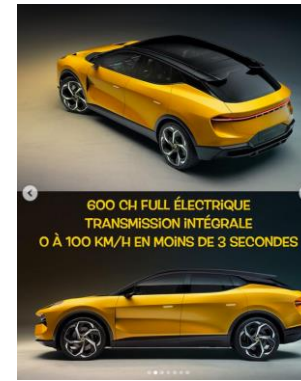 600 CH FULL ÉLECTRIQUE
TRANSMISSION INTÉGRALE
0 À 100 KM/H EN MOINS DE 3 SECONDES